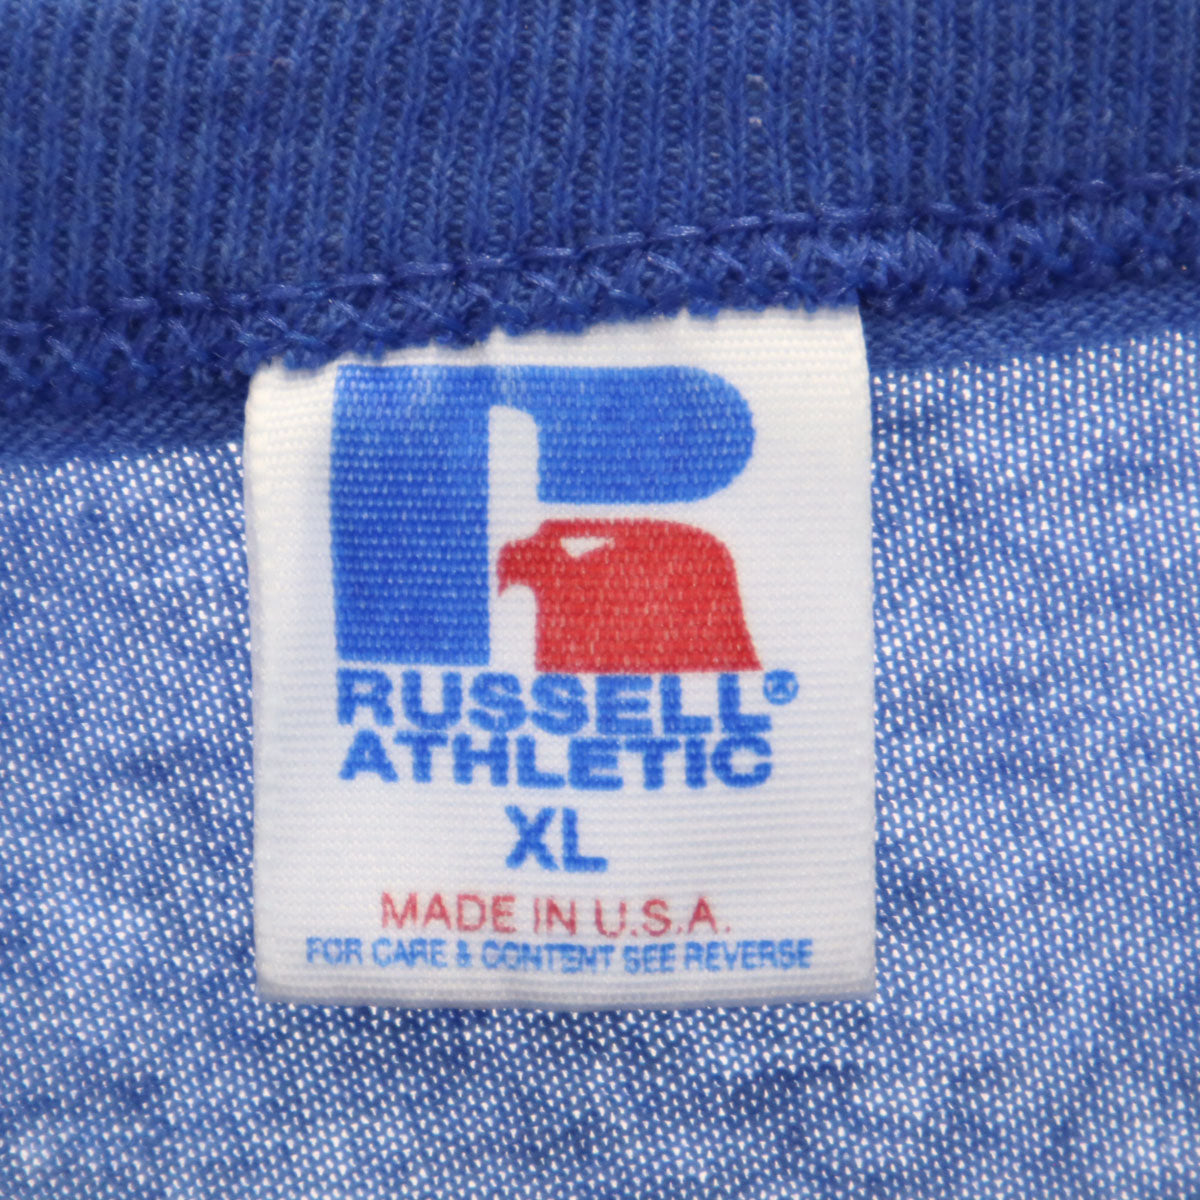 RUSSELL®
ATHLETIC
XL
MADE IN U.S.A.
FOR CARE & CONTENT SEE REVERSE